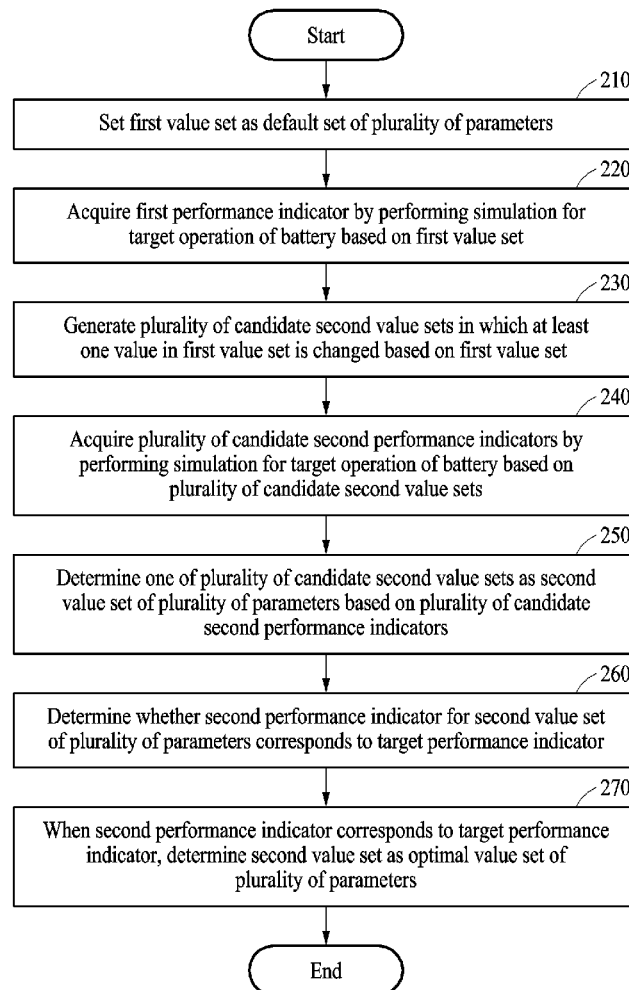 Start
210
Set first value set as default set of plurality of parameters
220
Acquire first performance indicator by performing simulation for
target operation of battery based on first value set
230
Generate plurality of candidate second value sets in which at least
one value in first value set is changed based on first value set
240
Acquire plurality of candidate second performance indicators by
performing simulation for target operation of battery based on
plurality of candidate second value sets
250
Determine one of plurality of candidate second value sets as second
value set of plurality of parameters based on plurality of candidate
second performance indicators
260
Determine whether second performance indicator for second value set
of plurality of parameters corresponds to target performance indicator
270
When second performance indicator corresponds to target performance
indicator, determine second value set as optimal value set of
plurality of parameters
End